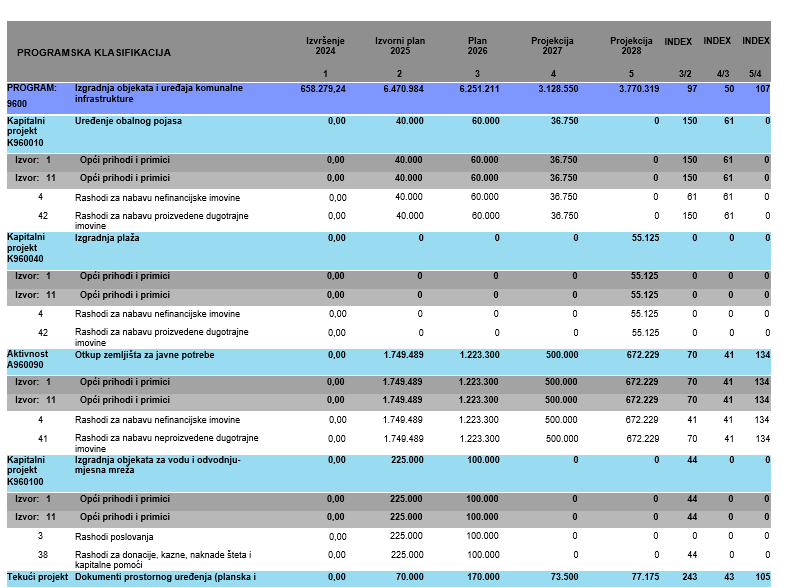 PROGRAMSKA KLASIFIKACIJA Izvršenje 2024 Izvorni plan 2025 Plan 2026 Projekcija 2027 Projekcija 2028 INDEX INDEX INDEX
1 2 3 4 5 3/2 4/3 5/4
PROGRAM: 9600 Izgradnja objekata i uređaja komunalne infrastrukture 658.279,24 6.470.984 6.251.211 3.128.550 3.770.319 97 50 107
Kapitalni projekt K960010 Uređenje obalnog pojasa 0,00 40.000 60.000 36.750 0 150 61 0
Izvor: 1 Opći prihodi i primici 0,00 40.000 60.000 36.750 0 150 61 0
Izvor: 11 Opći prihodi i primici 0,00 40.000 60.000 36.750 0 150 61 0
4 Rashodi za nabavu nefinancijske imovine 0,00 40.000 60.000 36.750 0 61 61 0
42 Rashodi za nabavu proizvedene dugotrajne imovine 0,00 40.000 60.000 36.750 0 150 61 0
Kapitalni projekt K960040 Izgradnja plaža 0,00 0 0 0 55.125 0 0 0
Izvor: 1 Opći prihodi i primici 0,00 0 0 0 55.125 0 0 0
Izvor: 11 Opći prihodi i primici 0,00 0 0 0 55.125 0 0 0
4 Rashodi za nabavu nefinancijske imovine 0,00 0 0 0 55.125 0 0 0
42 Rashodi za nabavu proizvedene dugotrajne imovine 0,00 0 0 0 55.125 0 0 0
Aktivnost A960090 Otkup zemljišta za javne potrebe 0,00 1.749.489 1.223.300 500.000 672.229 70 41 134
Izvor: 1 Opći prihodi i primici 0,00 1.749.489 1.223.300 500.000 672.229 70 41 134
Izvor: 11 Opći prihodi i primici 0,00 1.749.489 1.223.300 500.000 672.229 70 41 134
4 Rashodi za nabavu nefinancijske imovine 0,00 1.749.489 1.223.300 500.000 672.229 41 41 134
41 Rashodi za nabavu neproizvedene dugotrajne imovine 0,00 1.749.489 1.223.300 500.000 672.229 70 41 134
Kapitalni projekt K960100 Izgradnja objekata za vodu i odvodnju-mjesna mreža 0,00 225.000 100.000 0 0 44 0 0
Izvor: 1 Opći prihodi i primici 0,00 225.000 100.000 0 0 44 0 0
Izvor: 11 Opći prihodi i primici 0,00 225.000 100.000 0 0 44 0 0
3 Rashodi poslovanja 0,00 225.000 100.000 0 0 0 0 0
38 Rashodi za donacije, kazne, naknade šteta i kapitalne pomoći 0,00 225.000 100.000 0 0 44 0 0
Tekući projekt Dokumenti prostornog uređenja (planska i 0,00 70.000 170.000 73.500 77.175 243 43 105